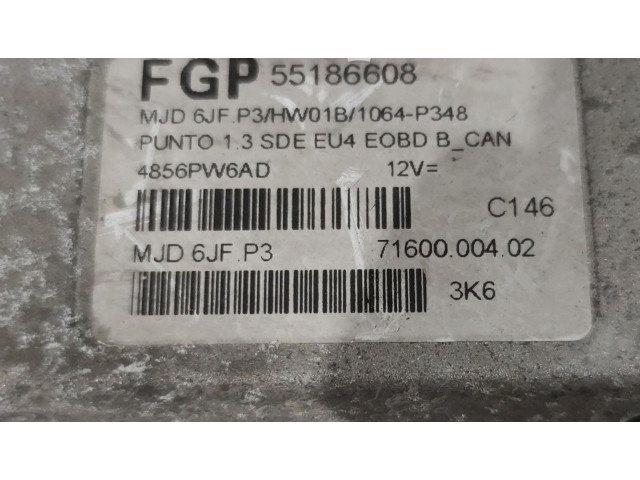 FGP 55186608
MJD 6JF.P3/HW01B/1064-P348
PUNTO 1.3 SDE EU4 EOBD B_CAN
4856PW6AD 12V=
C146
MJD 6JF.P3 71600.004.02
3K6